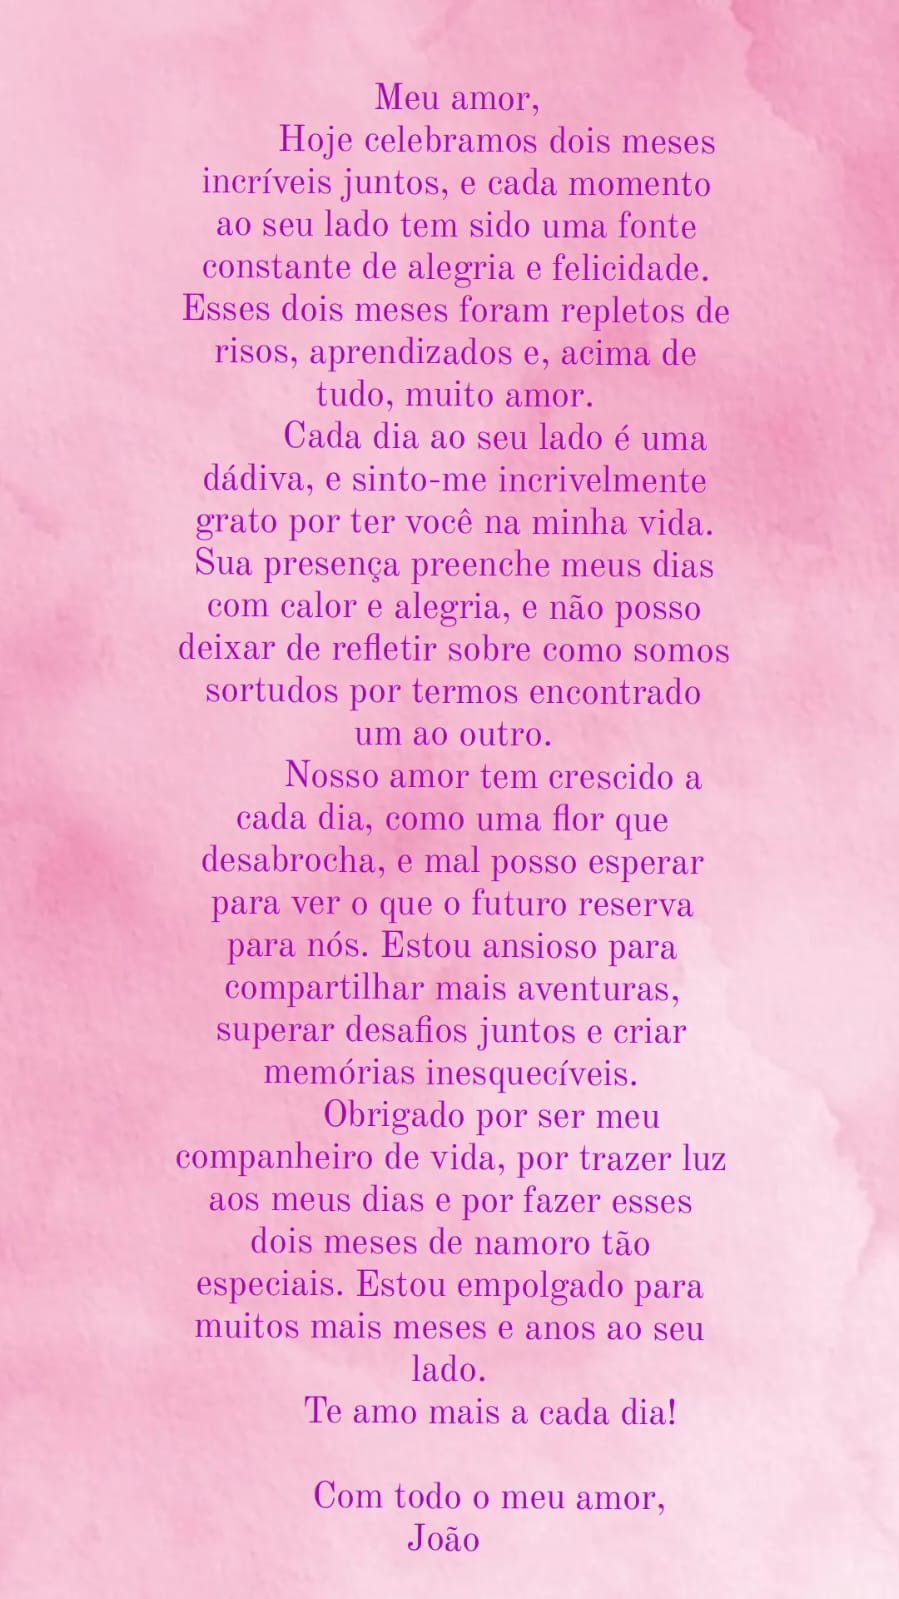 Meu amor,
Hoje celebramos dois meses
incríveis juntos, e cada momento
ao seu lado tem sido uma fonte
constante de alegria e felicidade.
Esses dois meses foram repletos de
risos, aprendizados e, acima de
tudo, muito amor.
Cada dia ao seu lado é uma
dádiva, e sinto-me incrivelmente
grato por ter você na minha vida.
Sua presença preenche meus dias
com calor e alegria, e não posso
deixar de refletir sobre como somos
sortudos por termos encontrado
um ao outro.
Nosso amor tem crescido a
cada dia, como uma flor que
desabrocha, e mal posso esperar
para ver o que o futuro reserva
para nós. Estou ansioso para
compartilhar mais aventuras,
superar desafios juntos e criar
memórias inesquecíveis.
Obrigado por ser meu
companheiro de vida, por trazer luz
aos meus dias e por fazer esses
dois meses de namoro tão
especiais. Estou empolgado para
muitos mais meses e anos ao seu
lado.
Te amo mais a cada dia!
Com todo o meu amor,
João